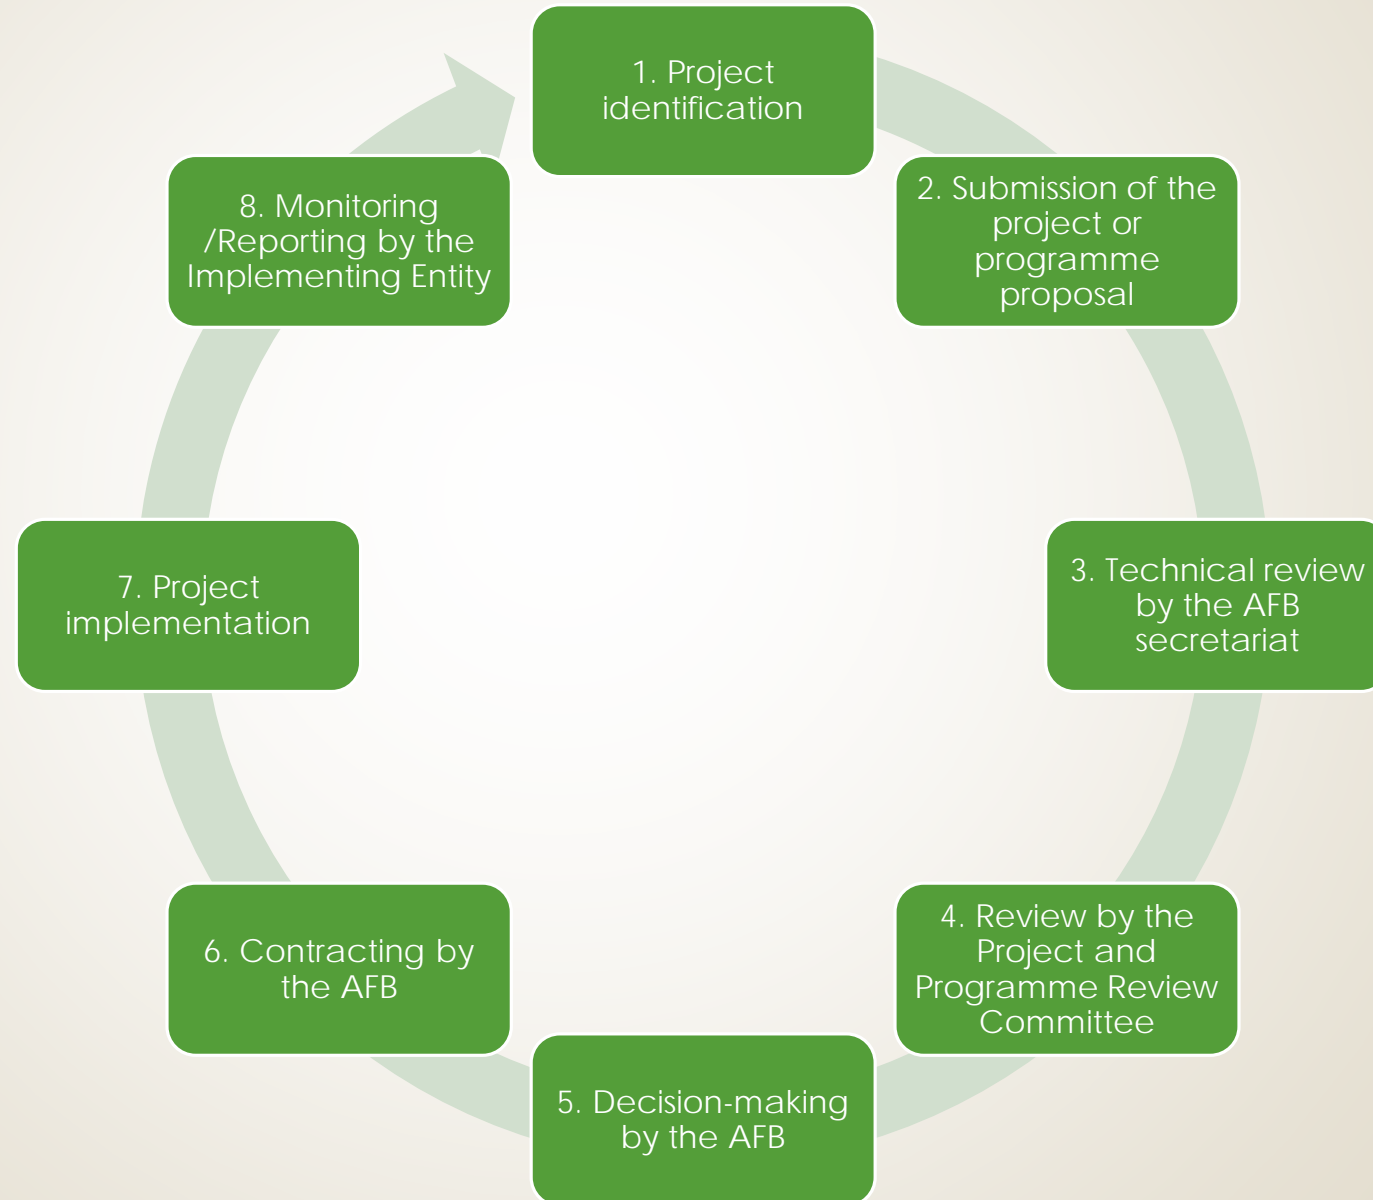 1. Project
identification
2. Submission of the
project or
programme
proposal
3. Technical review
by the AFB
secretariat
4. Review by the
Project and
Programme Review
Committee
5. Decision-making
by the AFB
6. Contracting by
the AFB
7. Project
implementation
8. Monitoring
/Reporting by the
Implementing Entity